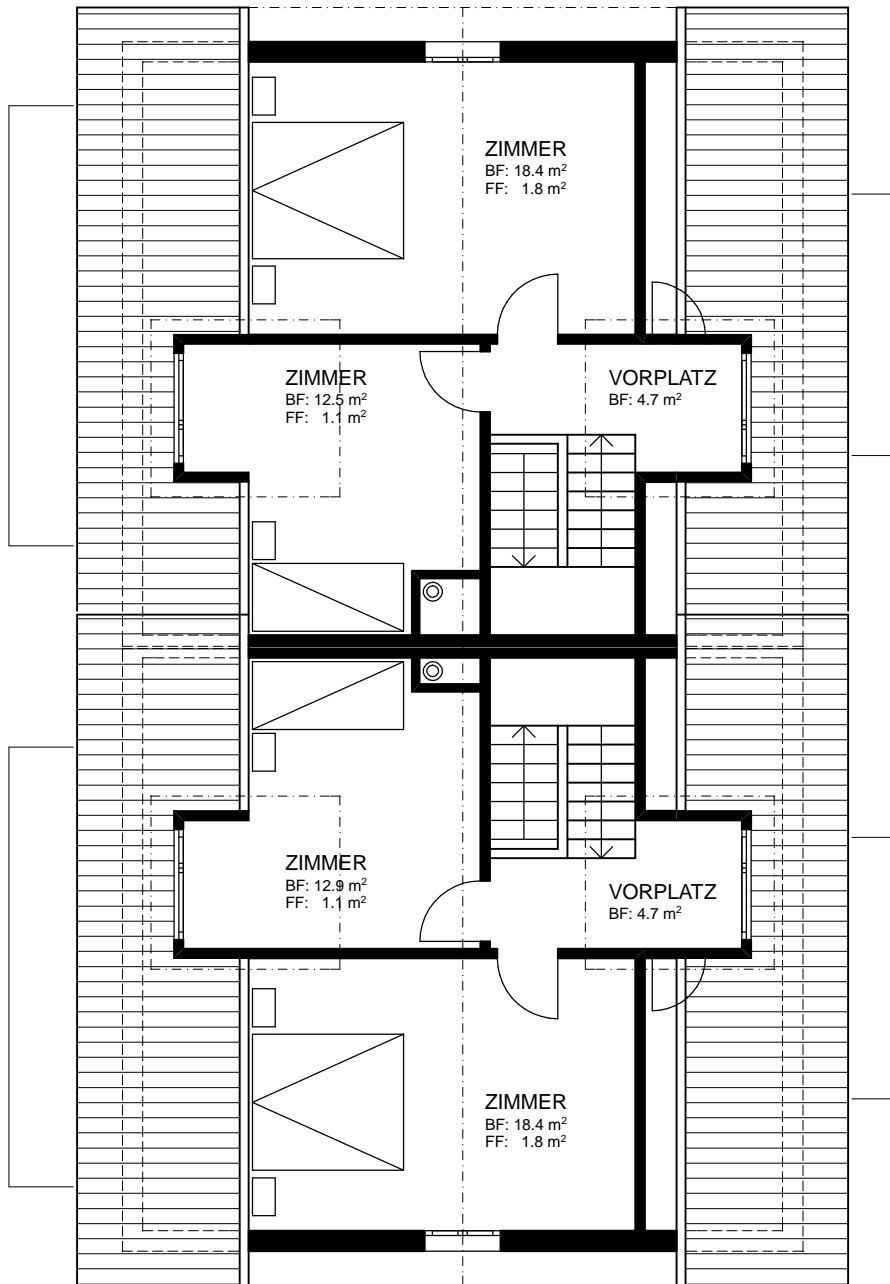 ZIMMER
BF: 18.4 m²
FF: 1.8 m²
ZIMMER
BF: 12.5 m²
FF: 1.1 m²
VORPLATZ
BF: 4.7 m²
ZIMMER
BF: 12.9 m²
FF: 1.1 m²
VORPLATZ
BF: 4.7 m²
ZIMMER
BF: 18.4 m²
FF: 1.8 m²